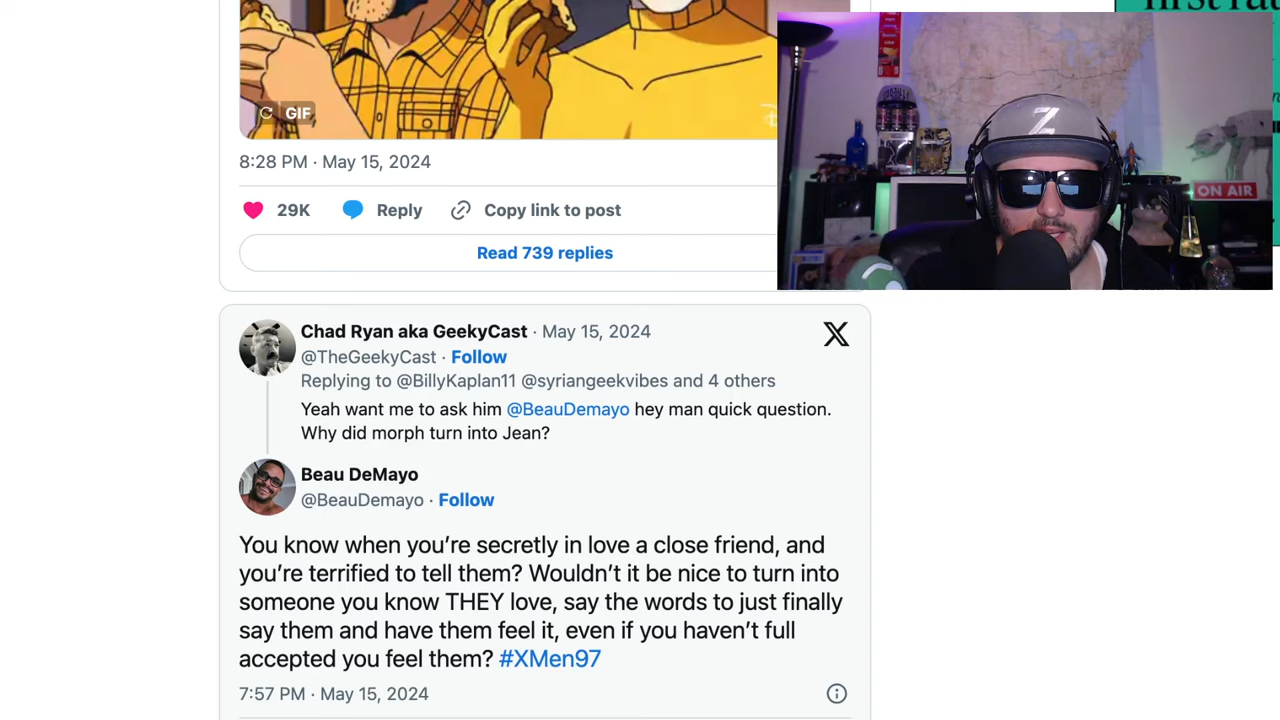 GIF
8:28 PM · May 15, 2024
29K Reply Copy link to post
Read 739 replies
Z
ON AIR
Chad Ryan aka GeekyCast · May 15, 2024
@TheGeekyCast · Follow
Replying to @BillyKaplan11 @syriangeekvibes and 4 others
Yeah want me to ask him @BeauDemayo hey man quick question.
Why did morph turn into Jean?
Beau DeMayo
@BeauDemayo · Follow
You know when you’re secretly in love a close friend, and
you’re terrified to tell them? Wouldn’t it be nice to turn into
someone you know THEY love, say the words to just finally
say them and have them feel it, even if you haven’t full
accepted you feel them? #XMen97
7:57 PM · May 15, 2024